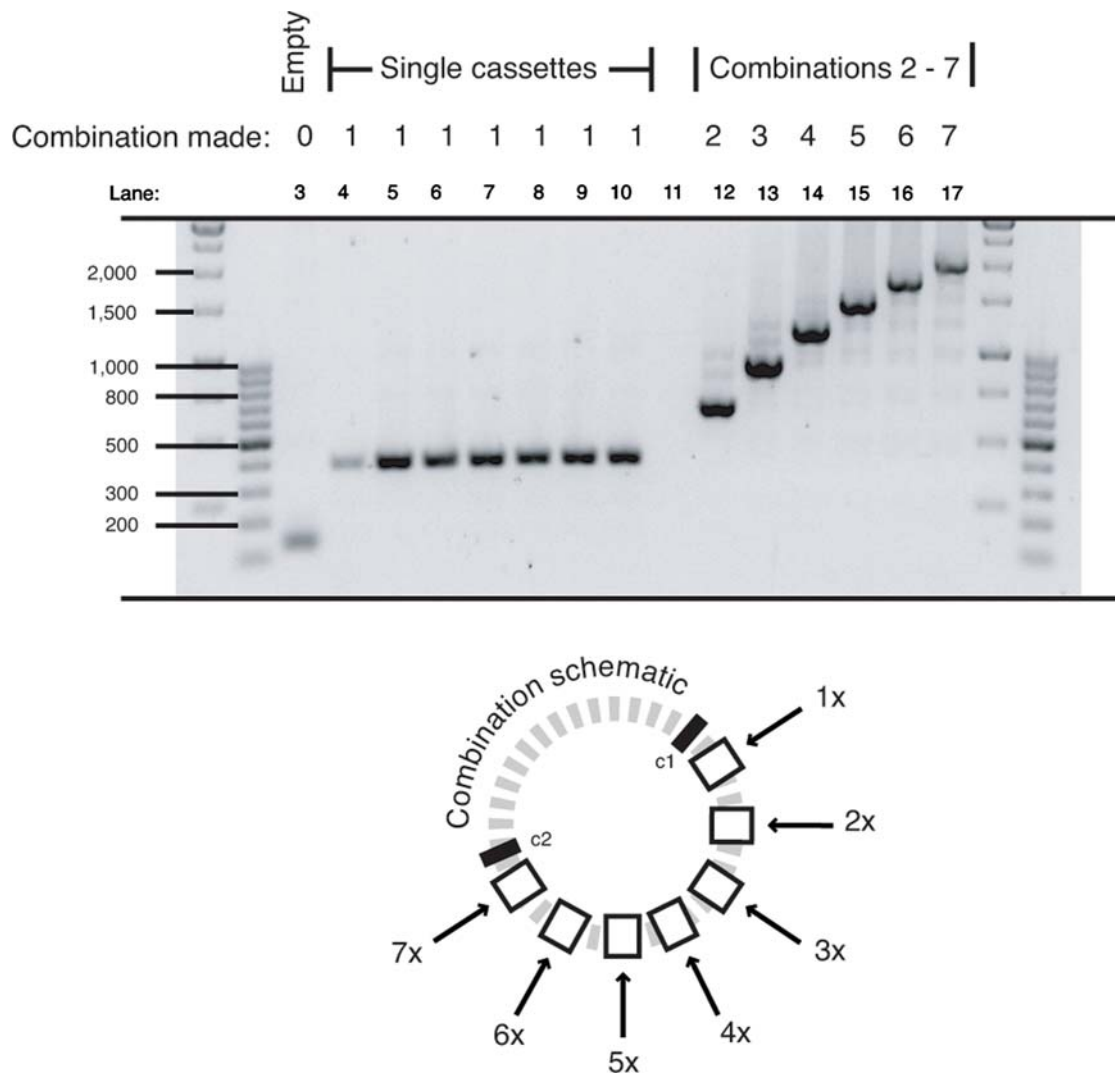 Empty
Single cassettes
Combinations 2 - 7
Combination made: 0 1 1 1 1 1 1 1 2 3 4 5 6 7
Lane: 3 4 5 6 7 8 9 10 11 12 13 14 15 16 17
2,000
1,500
1,000
800
500
300
200
Combination schematic
c1
1x
2x
c2
3x
7x
6x
4x
5x